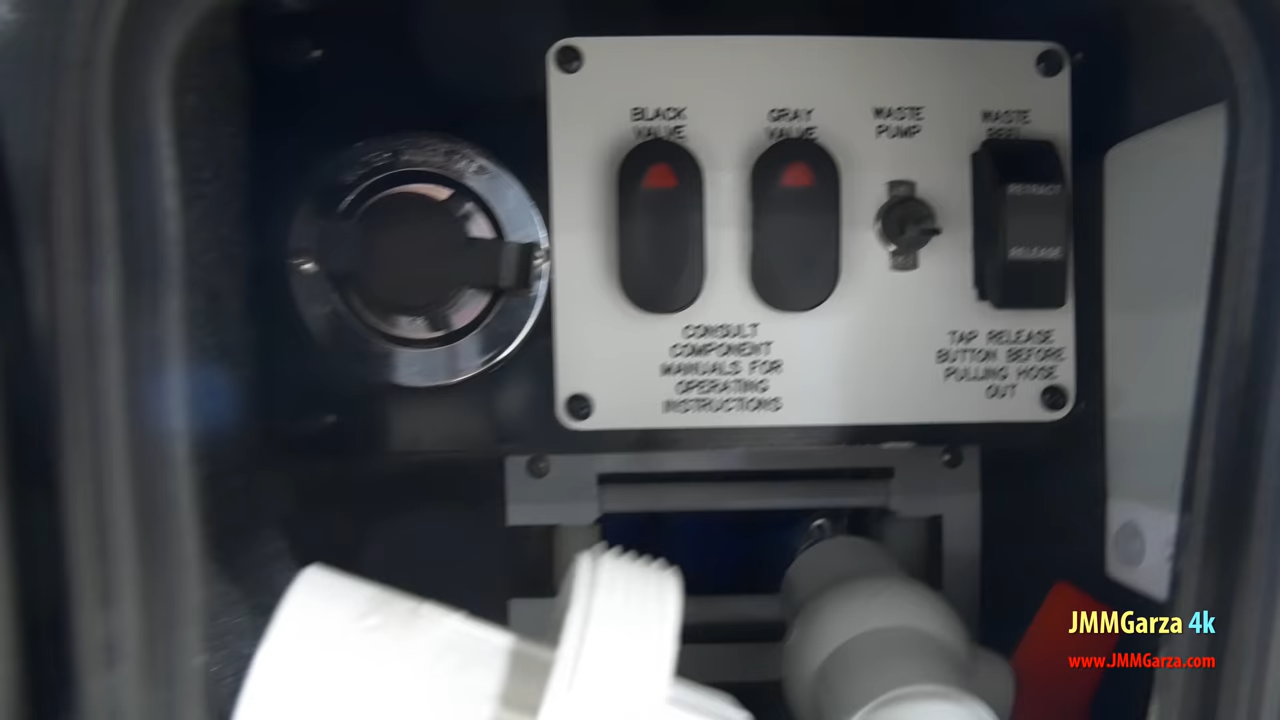 BLACK
VALVE
GRAY
VALVE
WASTE
PUMP
WASTE
REEL
RETRACT
RELEASE
CONSULT
COMPONENT
MANUALS FOR
OPERATING
INSTRUCTIONS
TAP RELEASE
BUTTON BEFORE
PULLING HOSE
OUT
JMMGarza 4k
www.JMMGarza.com